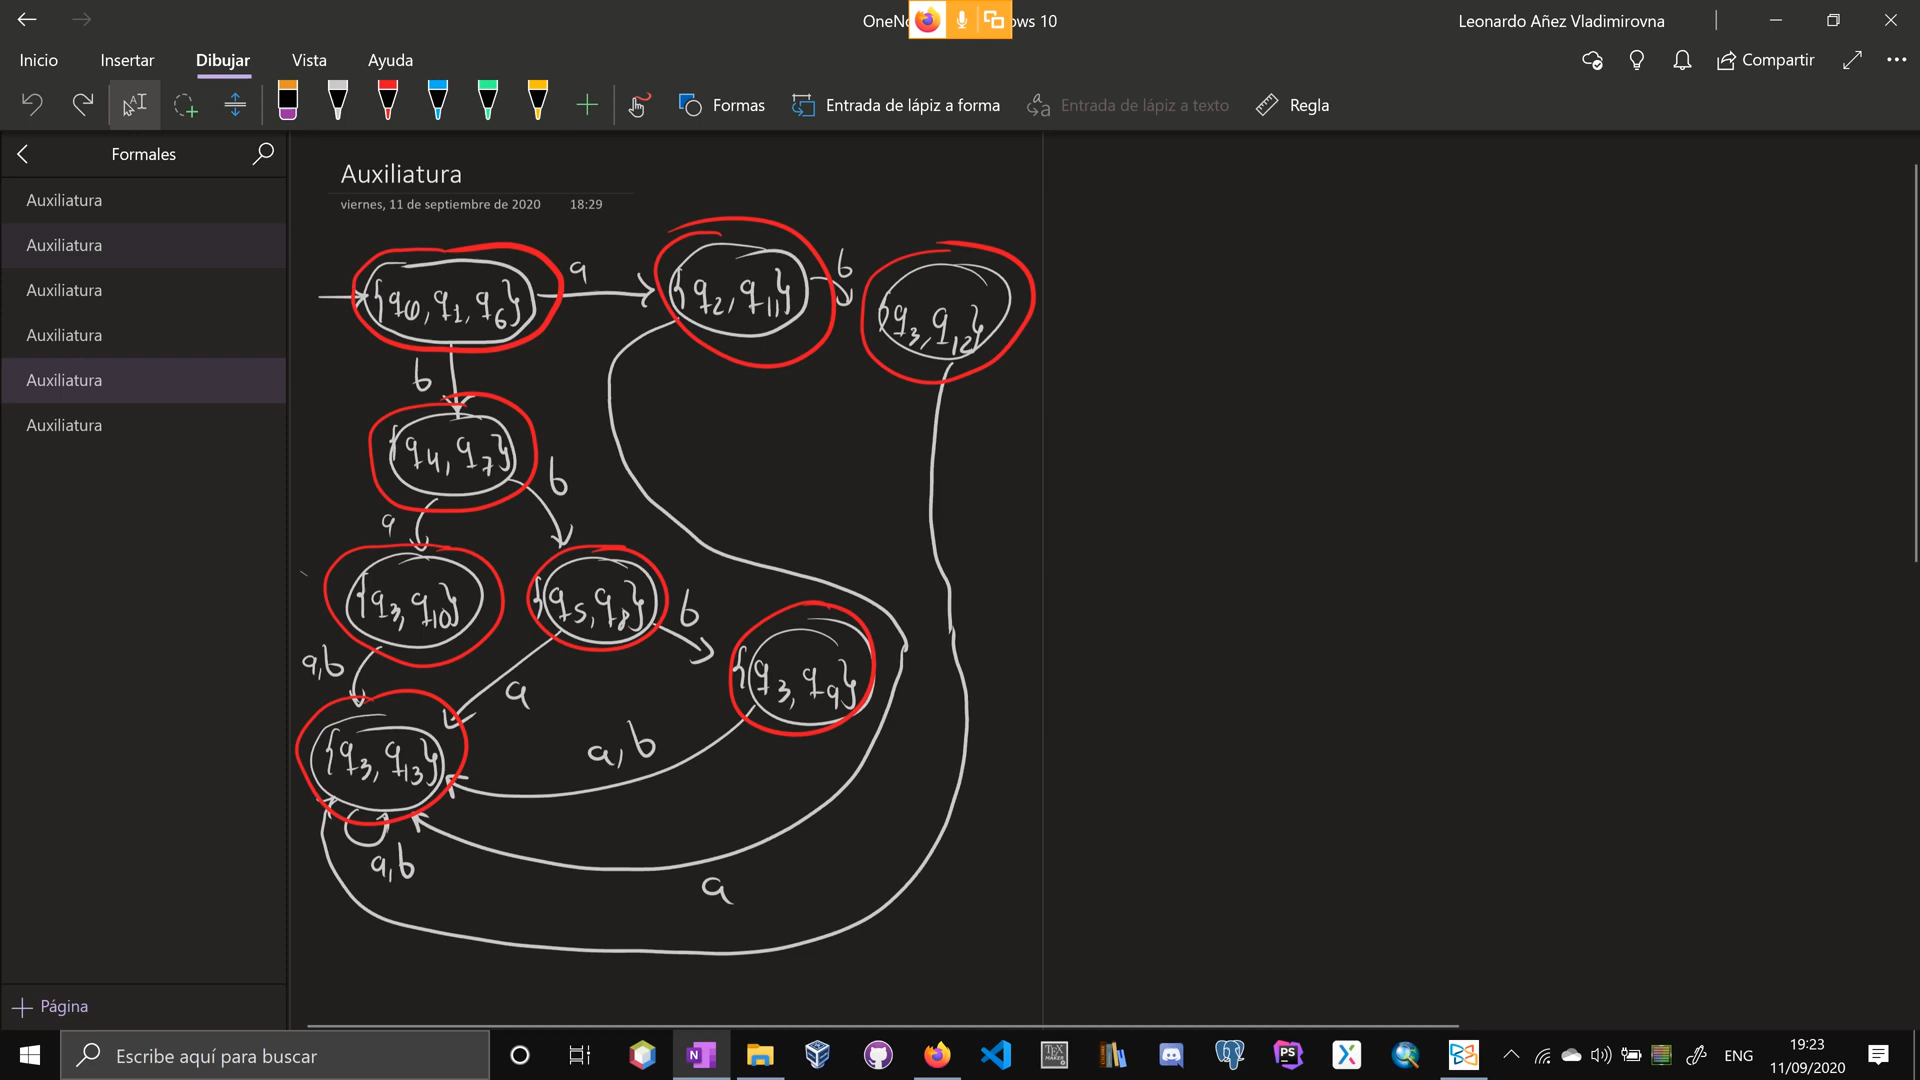 OneNo
ows 10
Leonardo Añez Vladimirovna
Inicio
Insertar
Dibujar
Vista
Ayuda
Compartir
Formas
Entrada de lápiz a forma
Entrada de lápiz a texto
Regla
Formales
Auxiliatura
Auxiliatura
Auxiliatura
Auxiliatura
Auxiliatura
Auxiliatura
Página
Auxiliatura
viernes, 11 de septiembre de 2020 18:29
{q0, q1, q6}
a
{q2, q11}
b
{q3, q12}
b
{q4, q7}
b
a
{q3, q10}
{q5, q8}
b
a,b
a
{q3, q9}
{q3, q13}
a,b
a,b
a
Escribe aquí para buscar
PS
ENG
19:23
11/09/2020